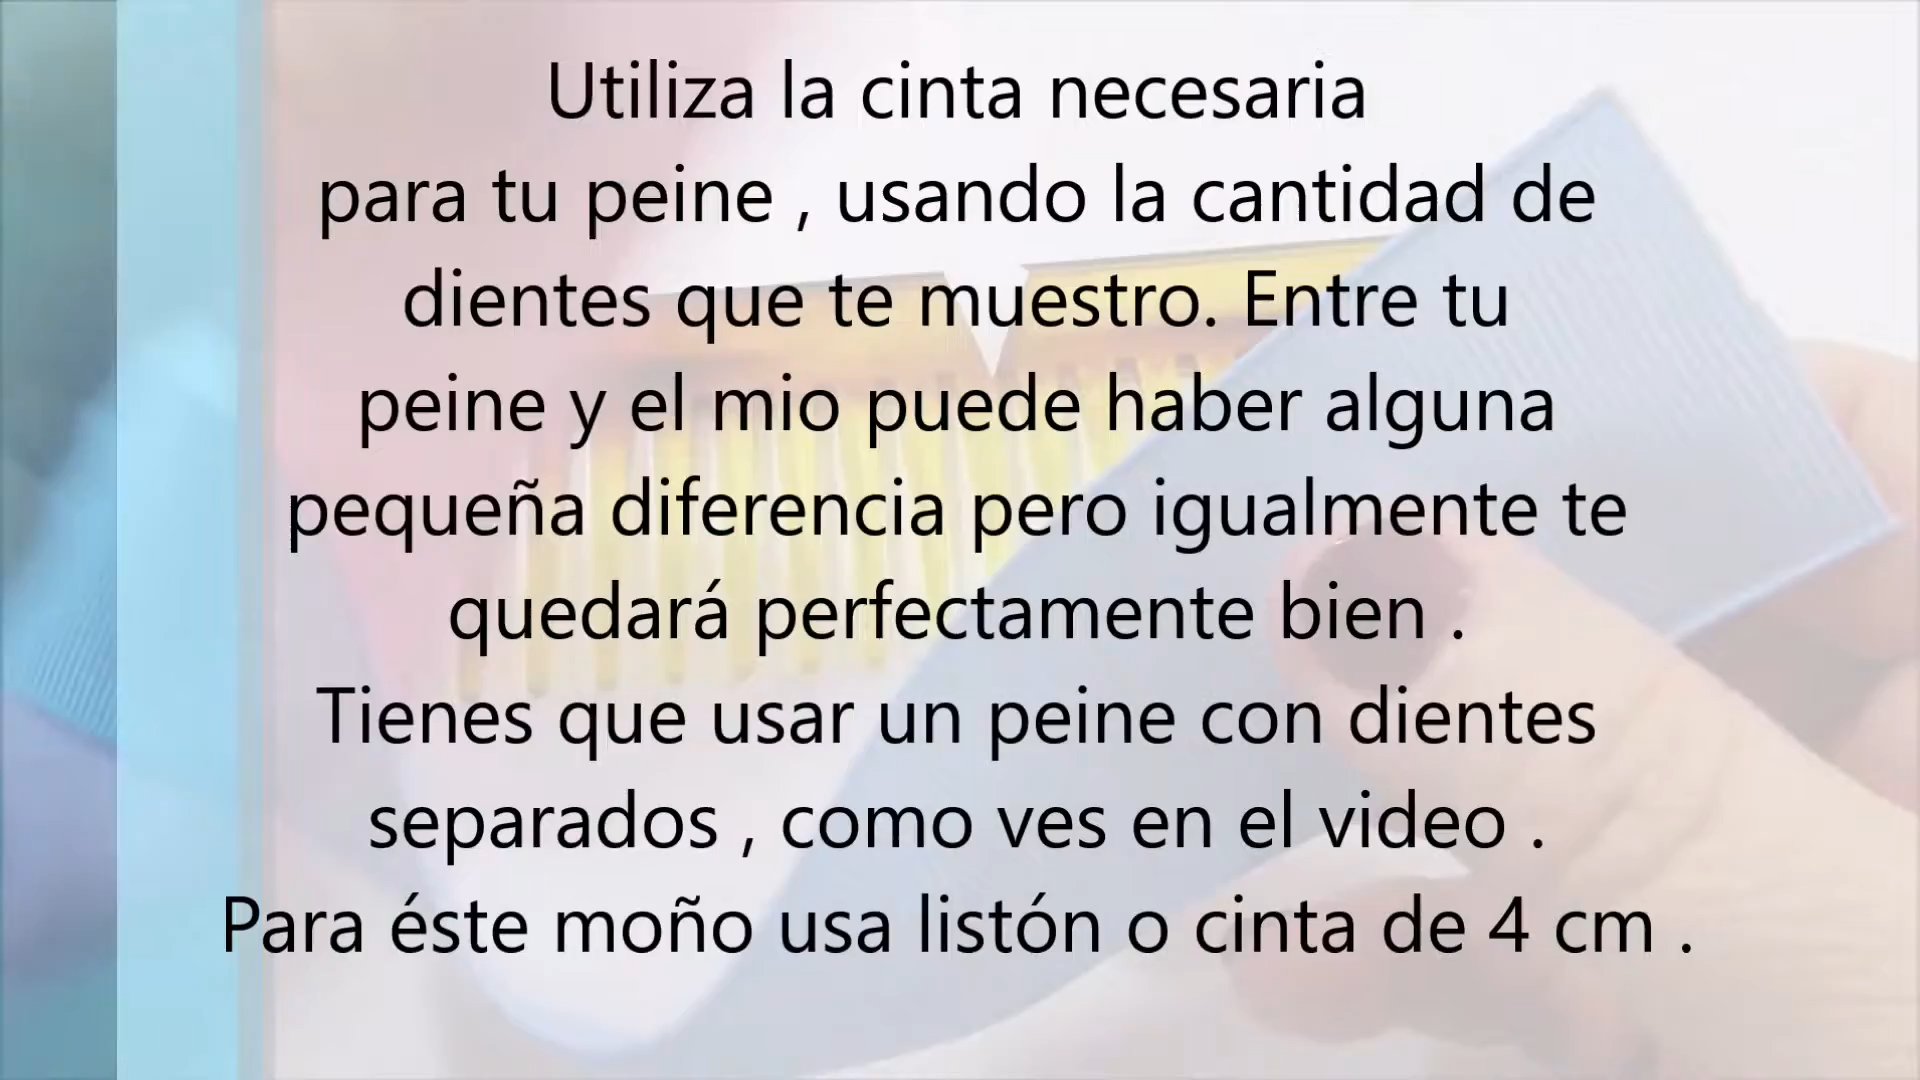 Utiliza la cinta necesaria
para tu peine , usando la cantidad de
dientes que te muestro. Entre tu
peine y el mio puede haber alguna
pequeña diferencia pero igualmente te
quedará perfectamente bien .
Tienes que usar un peine con dientes
separados , como ves en el video .
Para éste moño usa listón o cinta de 4 cm .